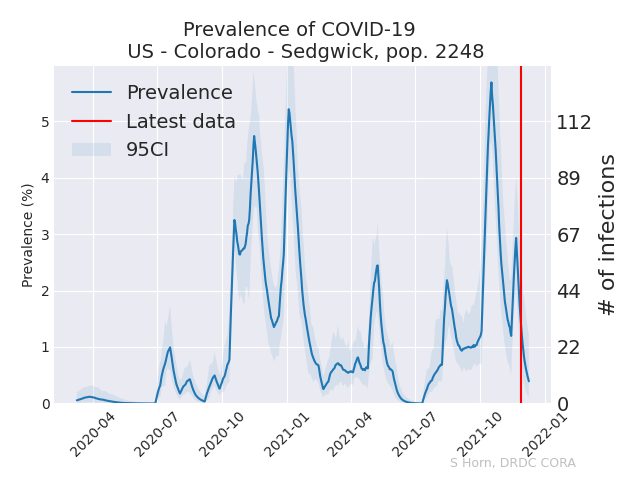 Prevalence of COVID-19
US - Colorado - Sedgwick, pop. 2248
Prevalence
Latest data
95CI
Prevalence (%)
5
4
3
2
1
0
112
89
67
44
22
0
# of infections
2020-04
2020-07
2020-10
2021-01
2021-04
2021-07
2021-10
2022-01
S Horn, DRDC CORA